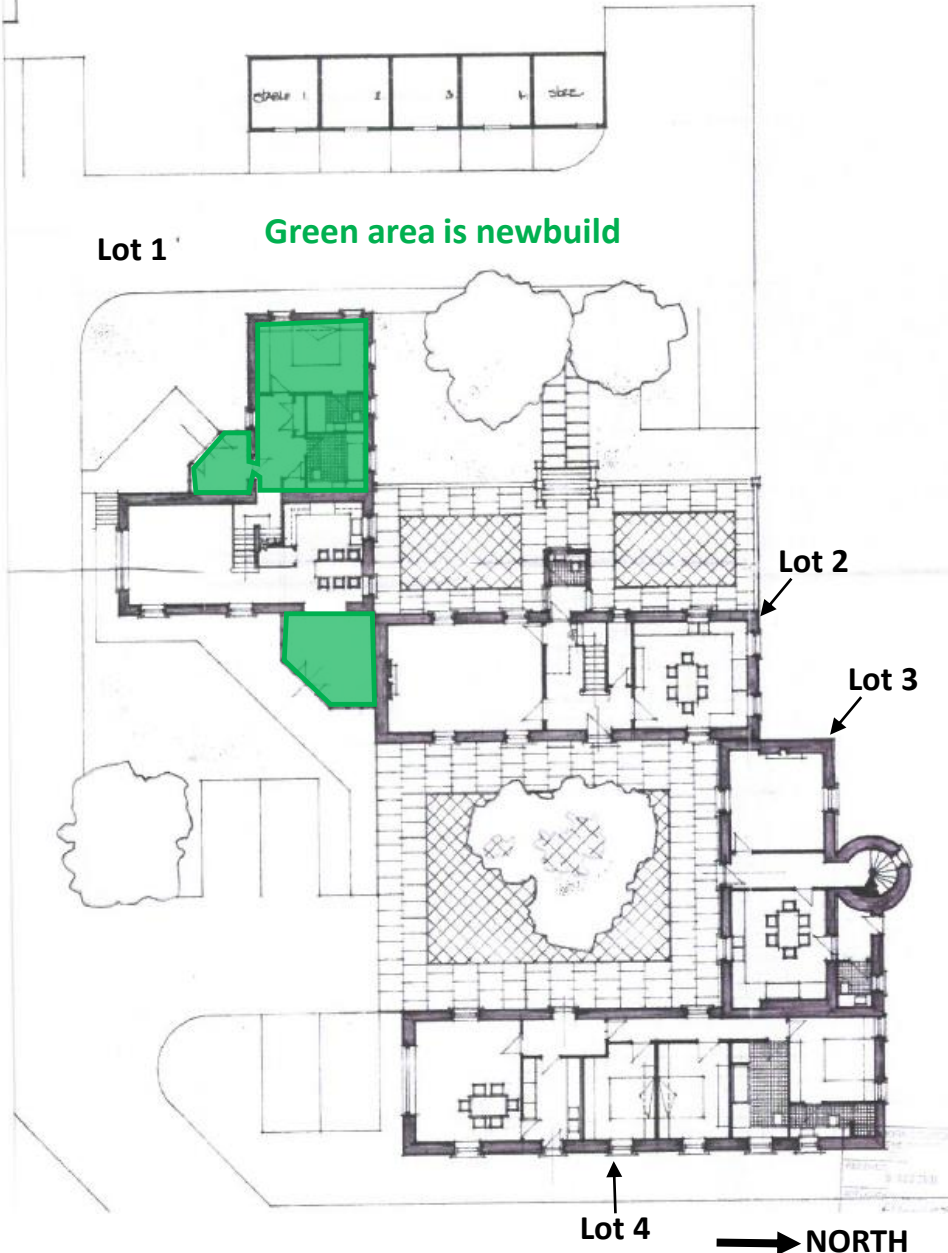 STABLE 1. 2 3. 4. STORE.
Green area is newbuild
Lot 1
Lot 2
Lot 3
Lot 4
NORTH